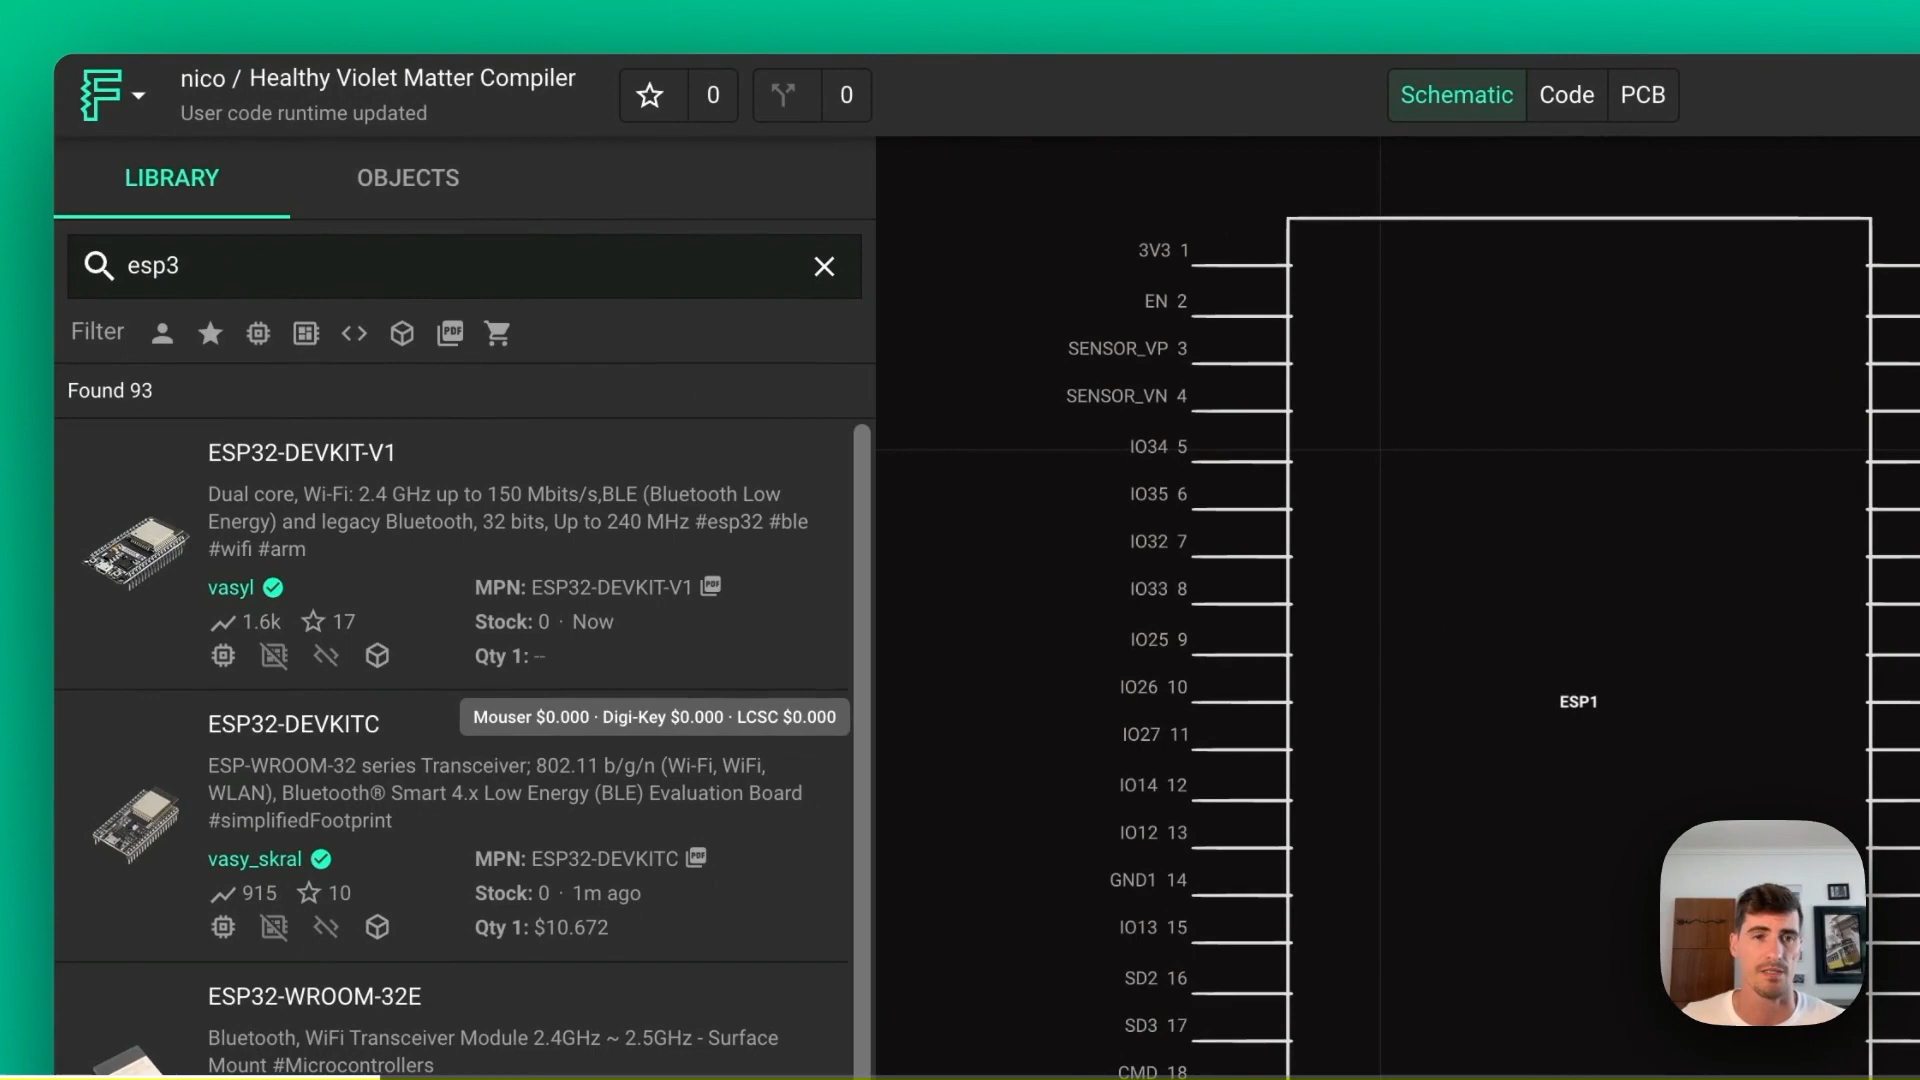 nico / Healthy Violet Matter Compiler
User code runtime updated
0
0
Schematic
Code
PCB
LIBRARY
OBJECTS
esp3
Filter
PDF
Found 93
ESP32-DEVKIT-V1
Dual core, Wi-Fi: 2.4 GHz up to 150 Mbits/s,BLE (Bluetooth Low
Energy) and legacy Bluetooth, 32 bits, Up to 240 MHz #esp32 #ble
#wifi #arm
vasyl
MPN: ESP32-DEVKIT-V1 PDF
1.6k 17
Stock: 0 · Now
Qty 1: --
Mouser $0.000 · Digi-Key $0.000 · LCSC $0.000
ESP32-DEVKITC
ESP-WROOM-32 series Transceiver; 802.11 b/g/n (Wi-Fi, WiFi,
WLAN), Bluetooth® Smart 4.x Low Energy (BLE) Evaluation Board
#simplifiedFootprint
vasy_skral
MPN: ESP32-DEVKITC PDF
915 10
Stock: 0 · 1m ago
Qty 1: $10.672
ESP32-WROOM-32E
Bluetooth, WiFi Transceiver Module 2.4GHz ~ 2.5GHz - Surface
Mount #Microcontrollers
3V3 1
EN 2
SENSOR_VP 3
SENSOR_VN 4
IO34 5
IO35 6
IO32 7
IO33 8
IO25 9
IO26 10
IO27 11
IO14 12
IO12 13
GND1 14
IO13 15
SD2 16
SD3 17
CMD 18
ESP1